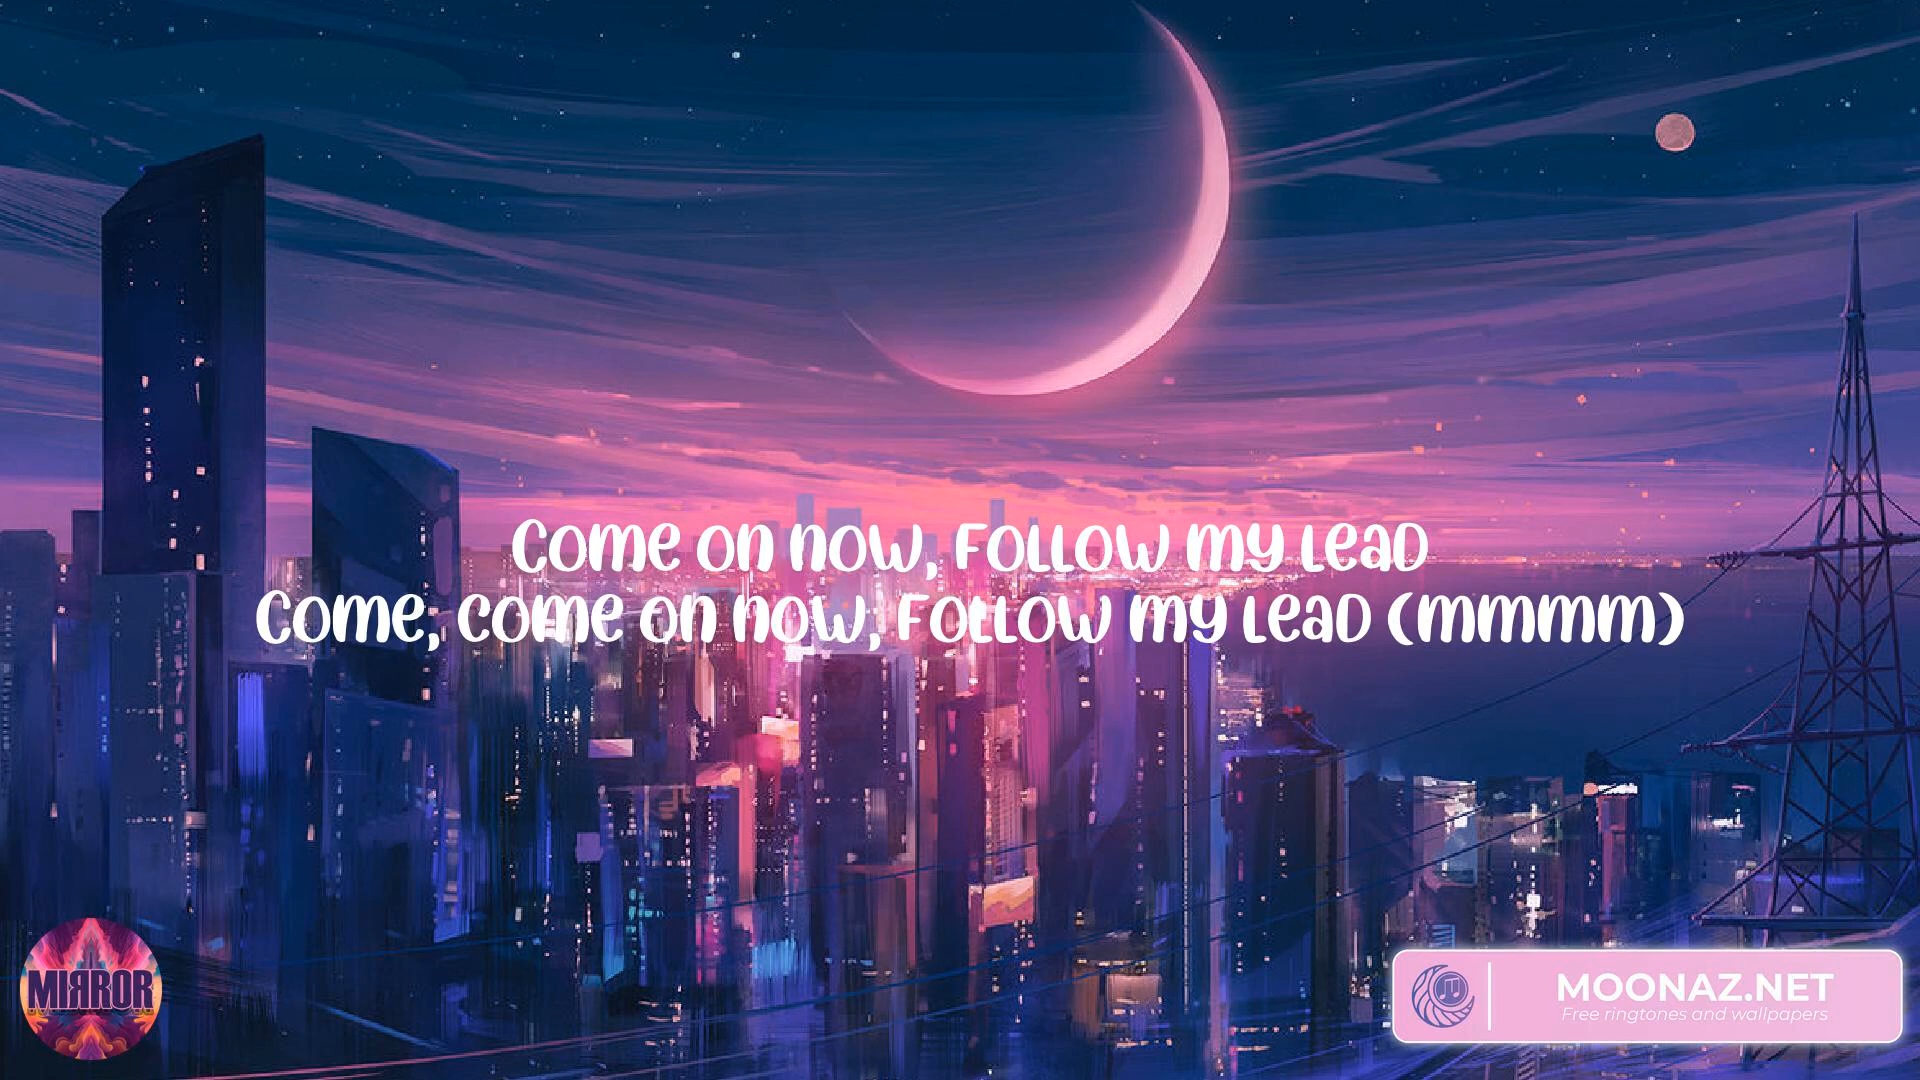 Come on now, follow my lead
Come, come on now, follow my lead (mmmm)
MIRROR
MOONAZ.NET
Free ringtones and wallpapers